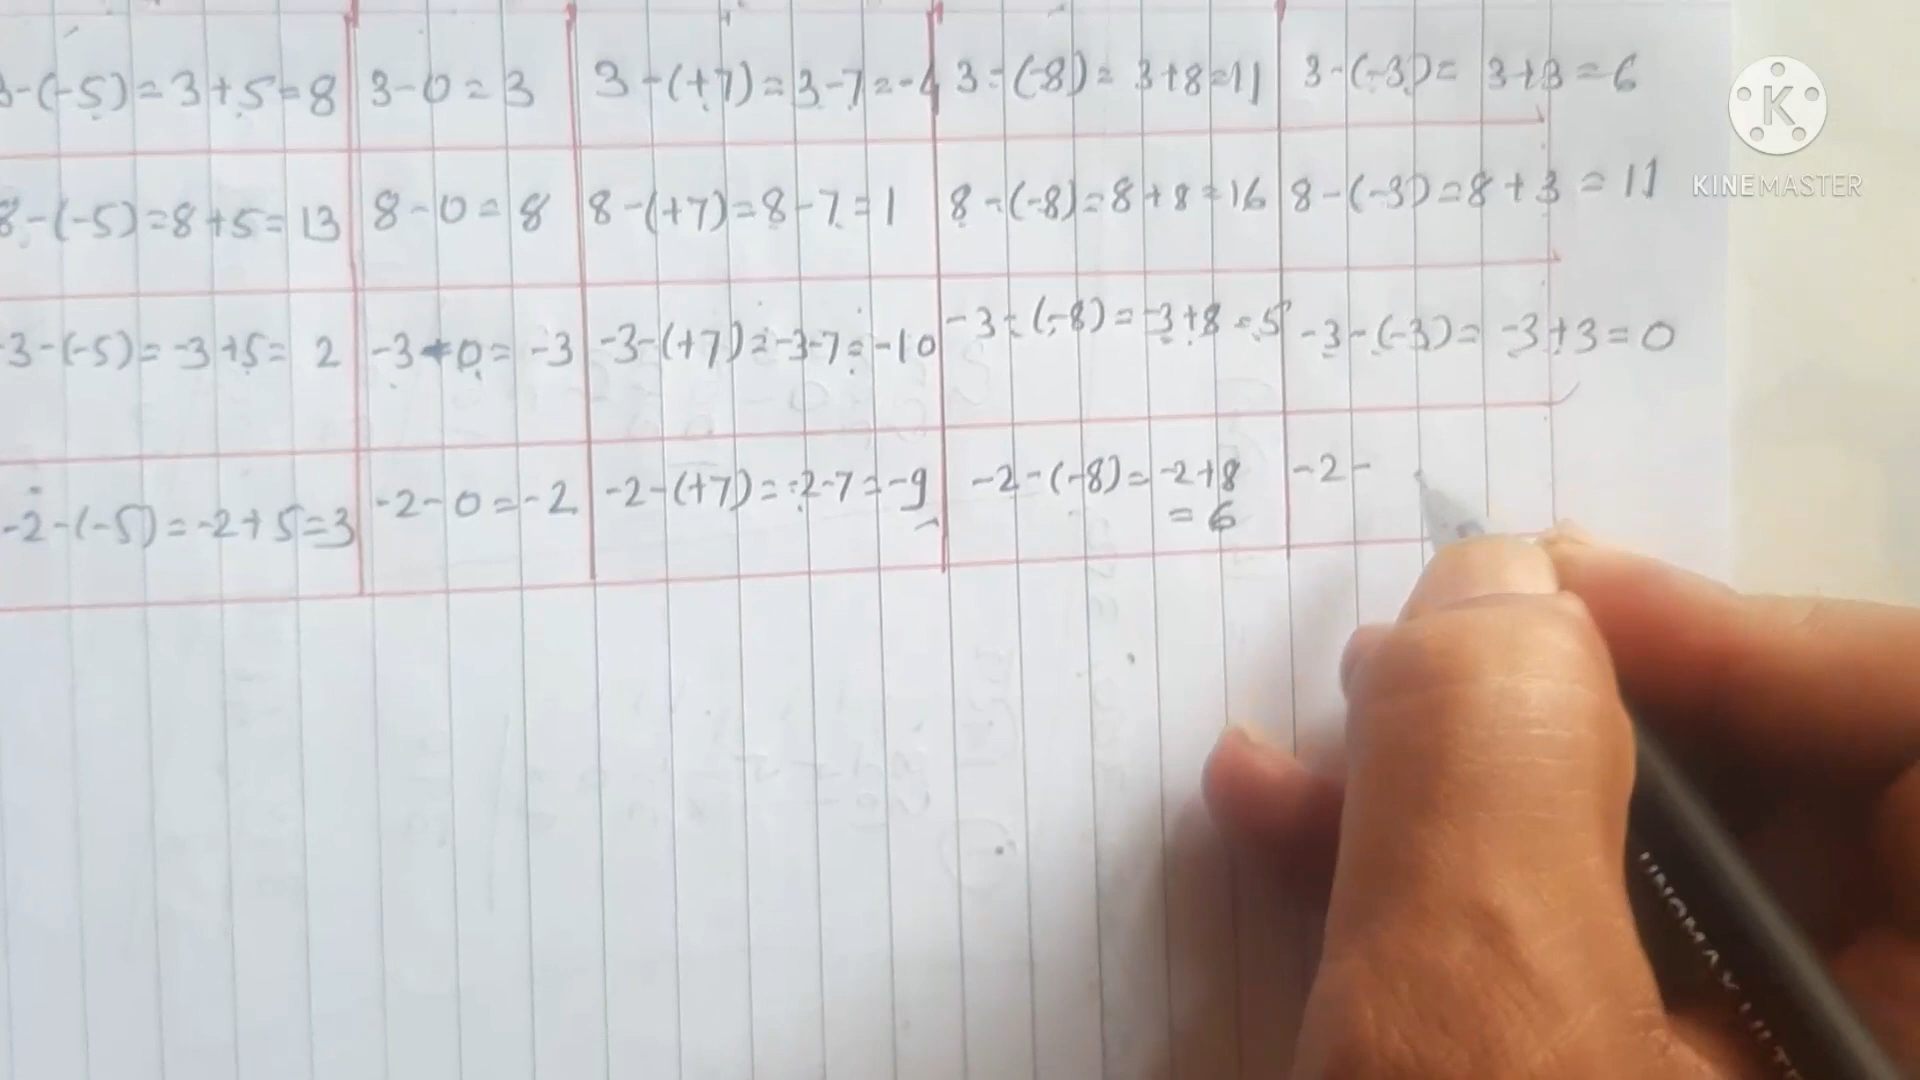 3-(-5)=3+5=8 3-0=3 3-(+7)=3-7=-4 3-(-8)= 3+8=11 3-(-3)= 3+3=6
8-(-5)=8+5=13 8-0=8 8-(+7)=8-7=1 8-(-8)=8+8=16 8-(-3)=8+3=11
-3-(-5)=-3+5= 2 -3-0=-3 -3-(+7)=-3-7=-10 -3-(-8)=-3+8=5 -3-(-3)= -3+3=0
-2-(-5)=-2+5=3 -2-0=-2 -2-(+7)=-2-7=-9 -2-(-8)=-2+8 -2-
=6
K
KINEMASTER